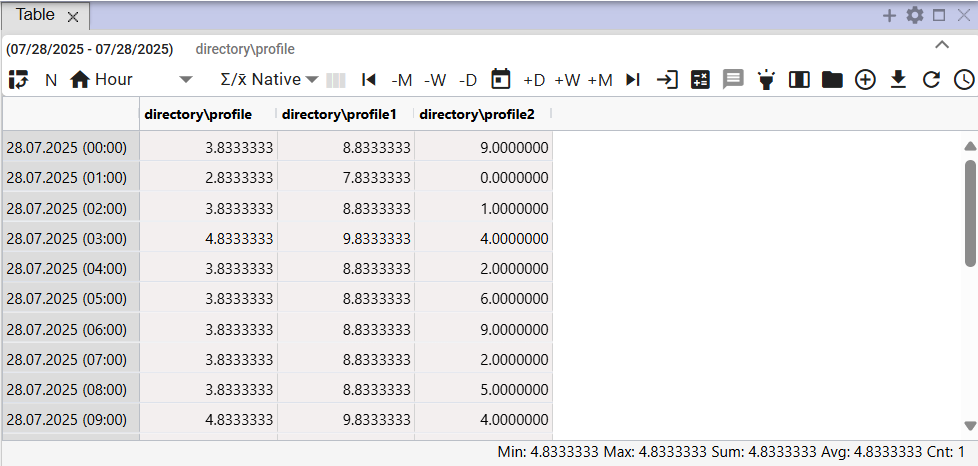 Table
(07/28/2025 - 07/28/2025) directory\profile
N Hour Σ/x̄ Native -M -W -D +D +W +M
directory\profile directory\profile1 directory\profile2
28.07.2025 (00:00) 3.8333333 8.8333333 9.0000000
28.07.2025 (01:00) 2.8333333 7.8333333 0.0000000
28.07.2025 (02:00) 3.8333333 8.8333333 1.0000000
28.07.2025 (03:00) 4.8333333 9.8333333 4.0000000
28.07.2025 (04:00) 3.8333333 8.8333333 2.0000000
28.07.2025 (05:00) 3.8333333 8.8333333 6.0000000
28.07.2025 (06:00) 3.8333333 8.8333333 9.0000000
28.07.2025 (07:00) 3.8333333 8.8333333 2.0000000
28.07.2025 (08:00) 3.8333333 8.8333333 5.0000000
28.07.2025 (09:00) 4.8333333 9.8333333 4.0000000
Min: 4.8333333 Max: 4.8333333 Sum: 4.8333333 Avg: 4.8333333 Cnt: 1